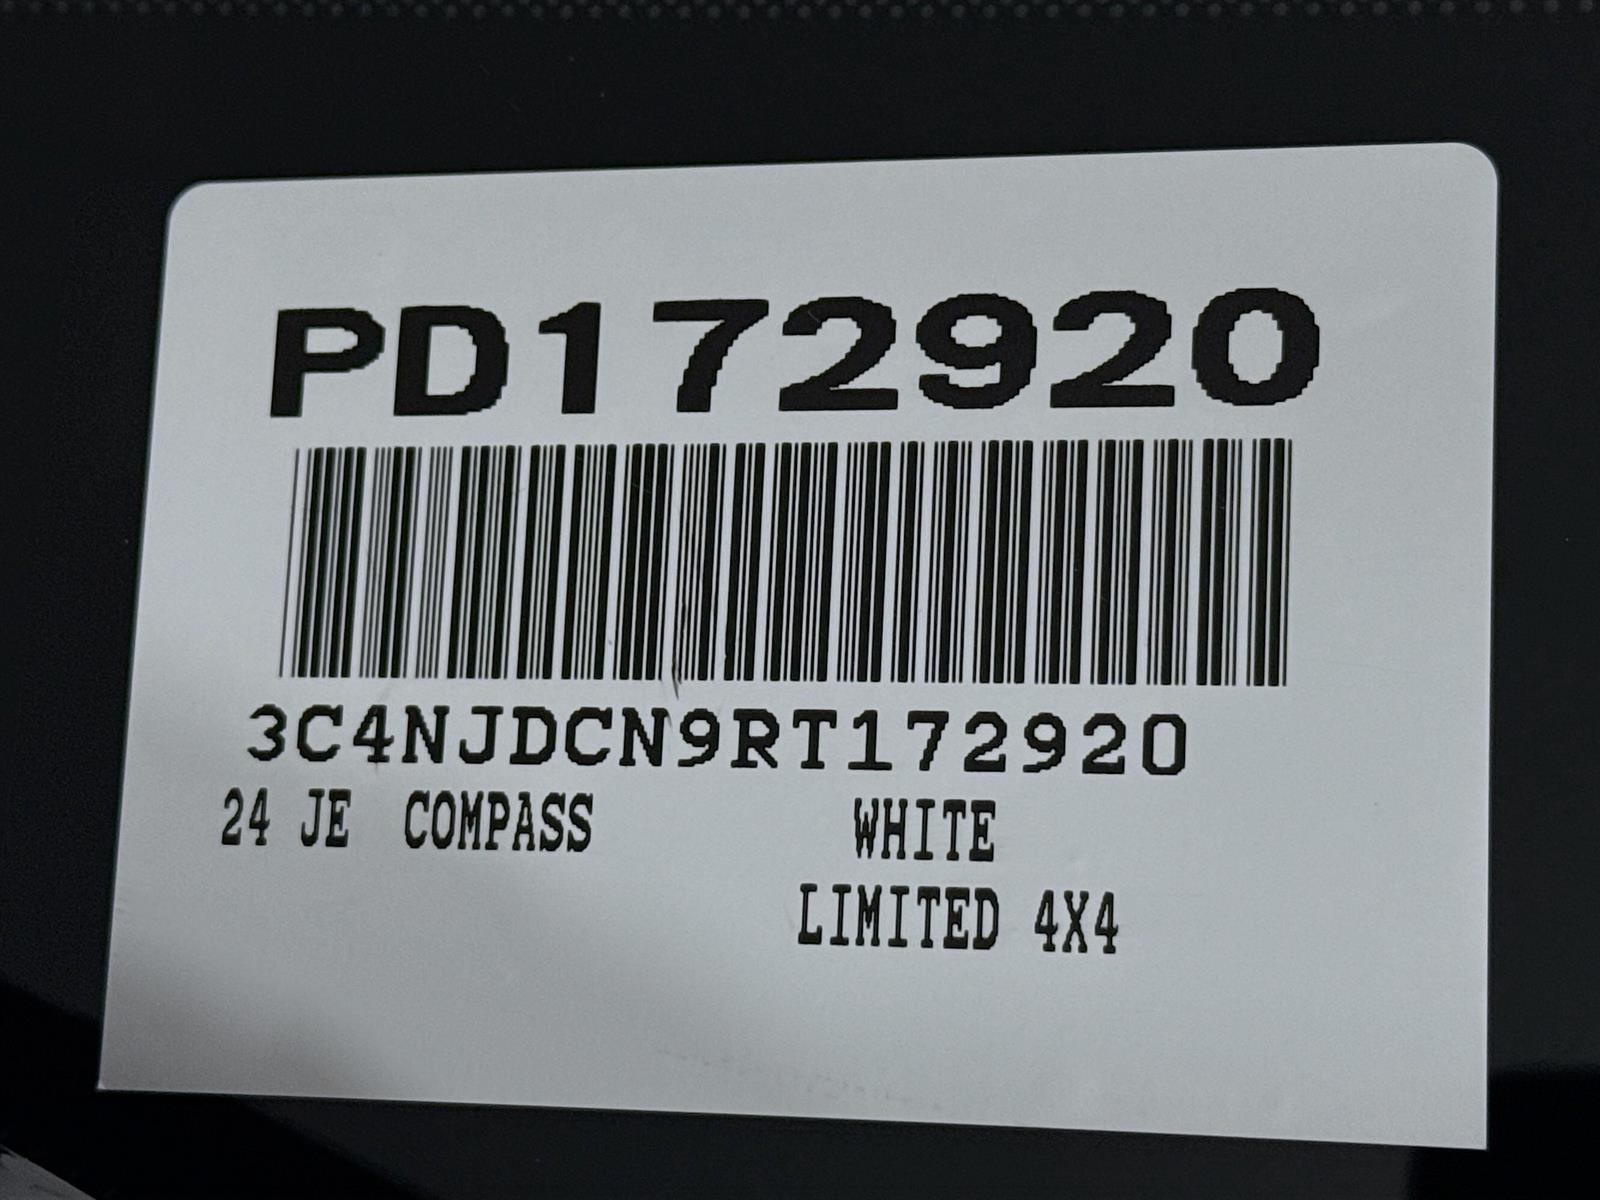 PD172920
3C4NJDCN9RT172920
24 JE COMPASS WHITE
LIMITED 4X4